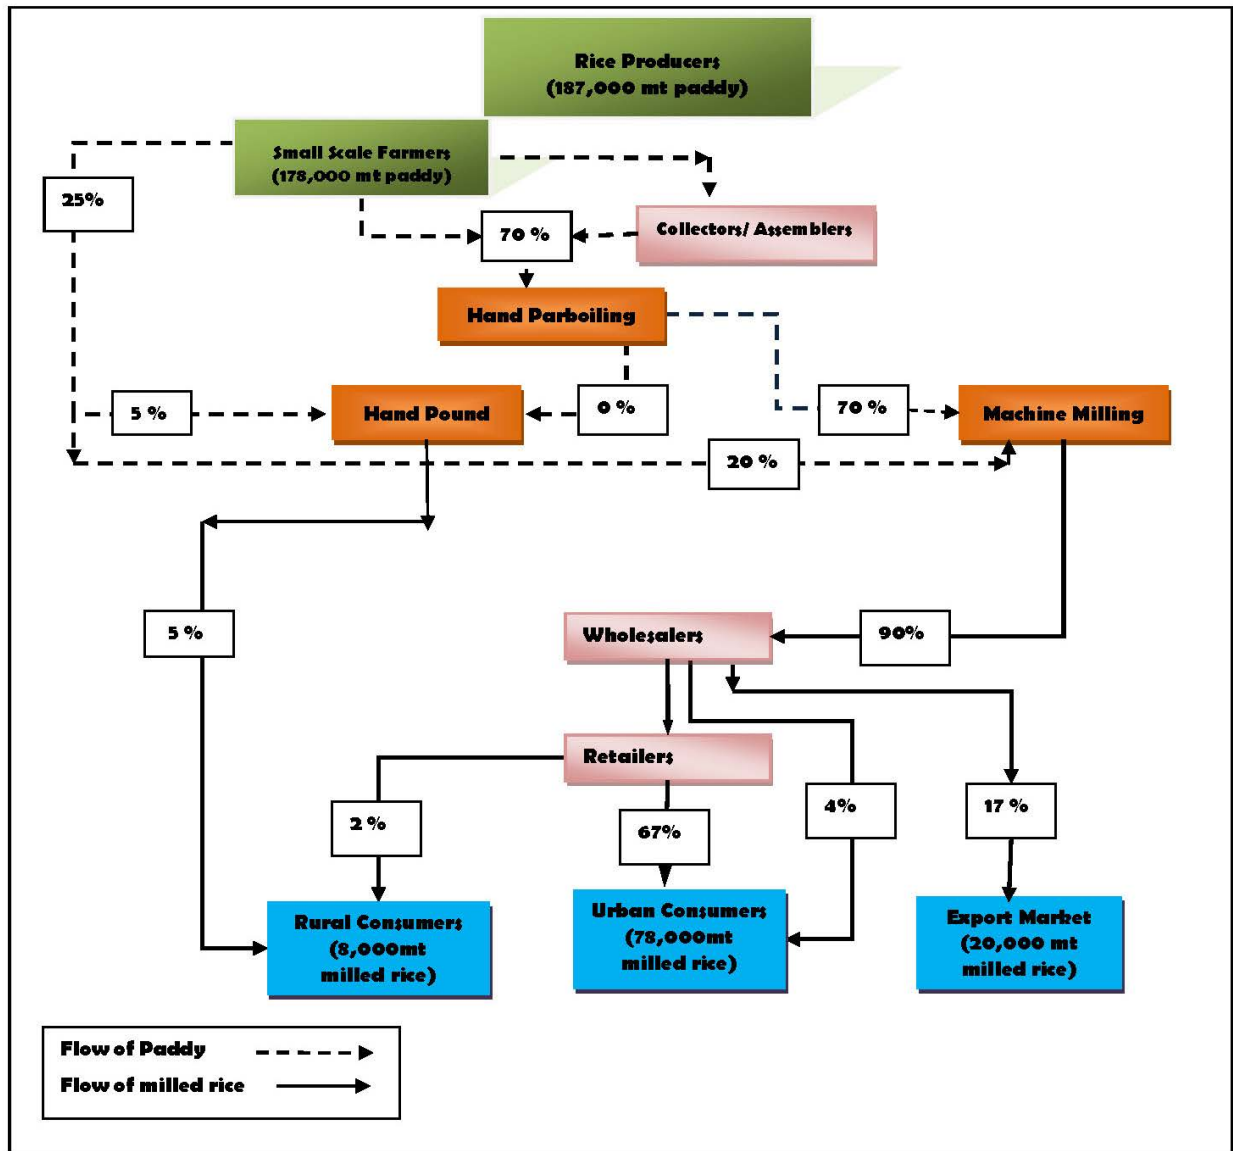 Rice Producers
(187,000 mt paddy)
Small Scale Farmers
(178,000 mt paddy)
25%
70 %
Collectors/ Assemblers
Hand Parboiling
5 %
Hand Pound
0 %
70 %
Machine Milling
20 %
5 %
Wholesalers
90%
Retailers
2 %
67%
4%
17 %
Rural Consumers
(8,000mt
milled rice)
Urban Consumers
(78,000mt
milled rice)
Export Market
(20,000 mt
milled rice)
Flow of Paddy
Flow of milled rice